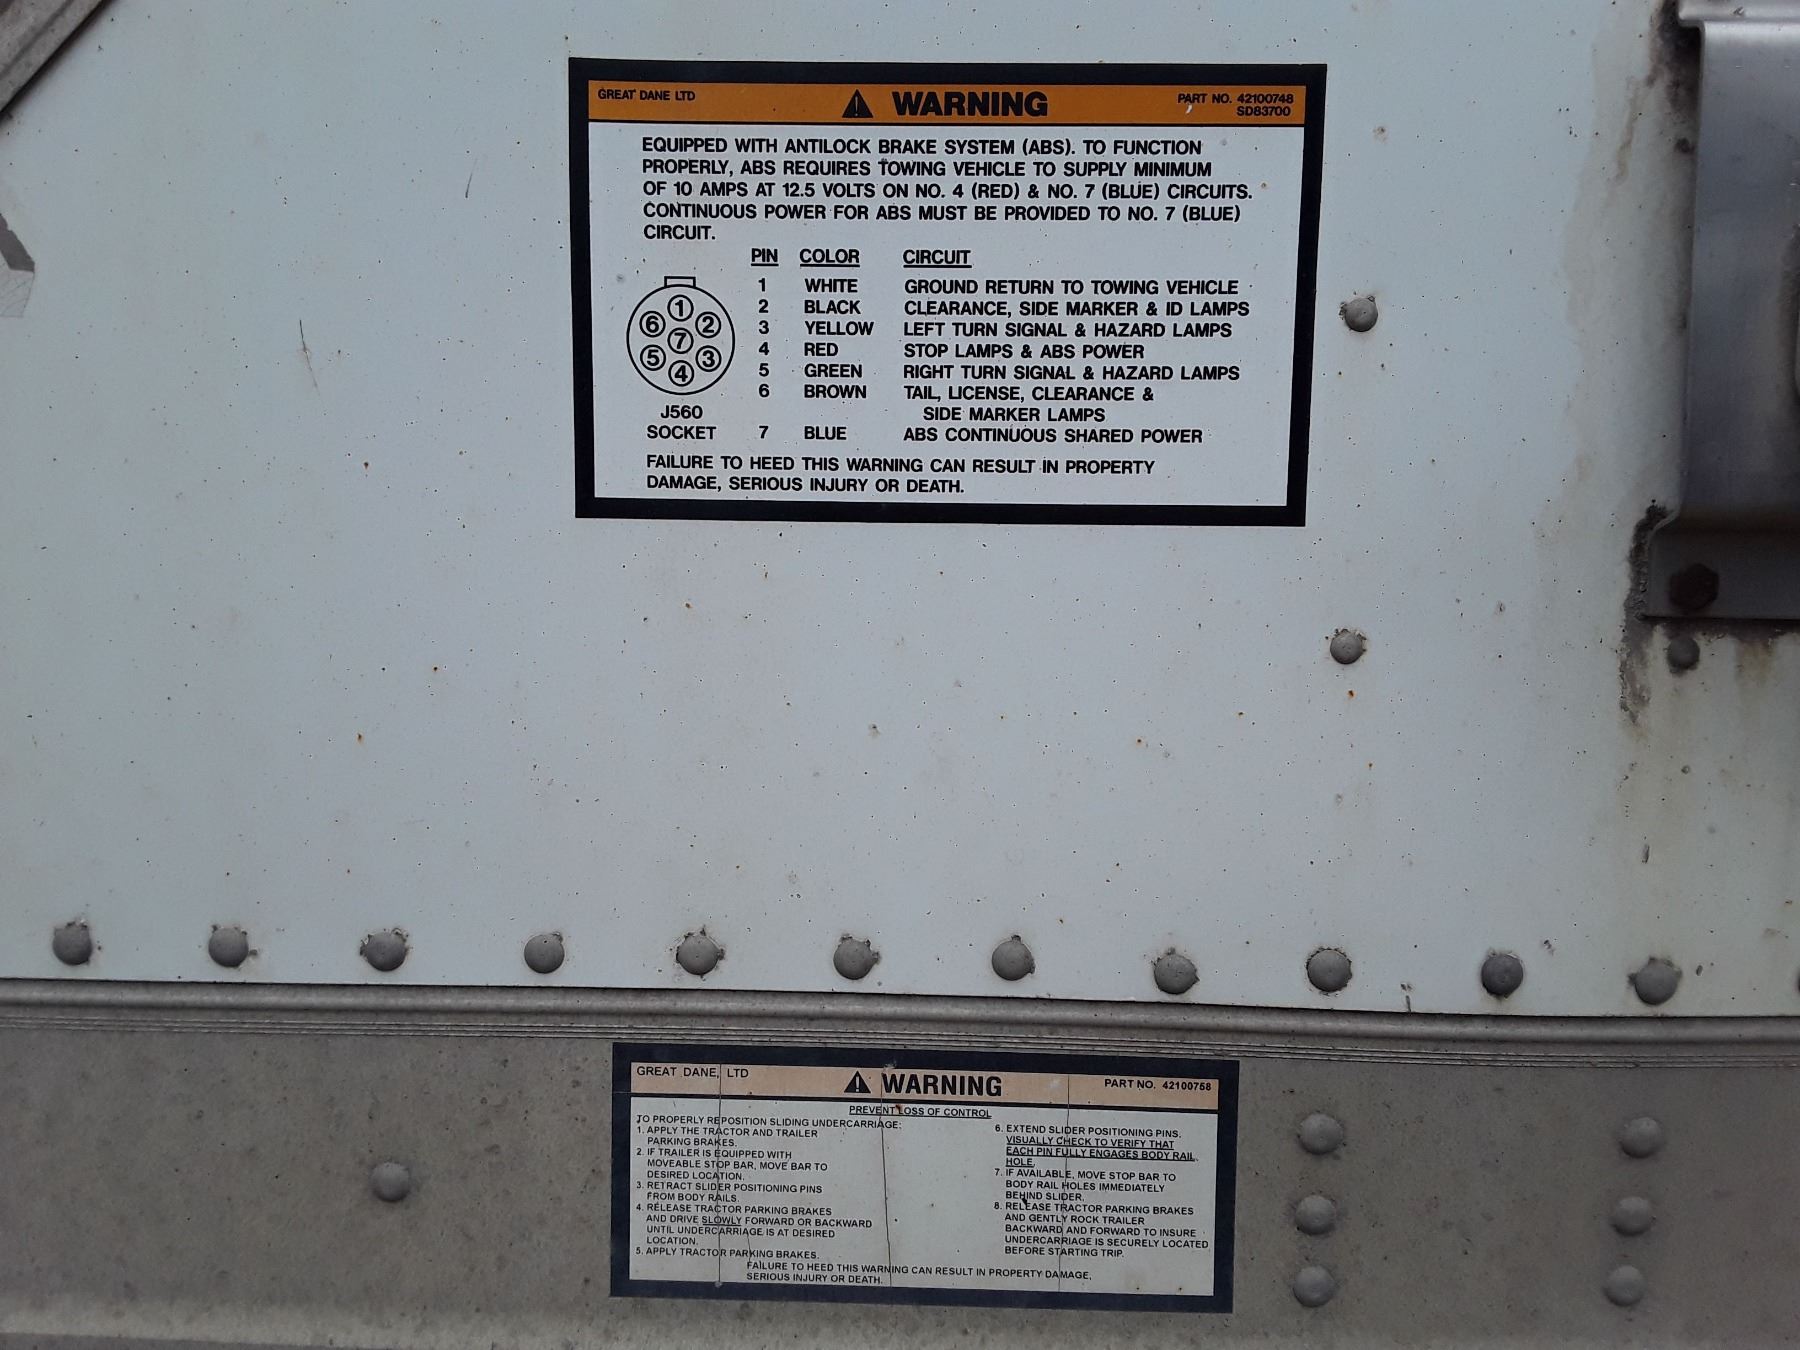 GREAT DANE LTD
WARNING
PART NO. 42100748
SD83700
EQUIPPED WITH ANTILOCK BRAKE SYSTEM (ABS). TO FUNCTION
PROPERLY, ABS REQUIRES TOWING VEHICLE TO SUPPLY MINIMUM
OF 10 AMPS AT 12.5 VOLTS ON NO. 4 (RED) & NO. 7 (BLUE) CIRCUITS.
CONTINUOUS POWER FOR ABS MUST BE PROVIDED TO NO. 7 (BLUE)
CIRCUIT.
PIN COLOR CIRCUIT
1 WHITE GROUND RETURN TO TOWING VEHICLE
2 BLACK CLEARANCE, SIDE MARKER & ID LAMPS
3 YELLOW LEFT TURN SIGNAL & HAZARD LAMPS
4 RED STOP LAMPS & ABS POWER
5 GREEN RIGHT TURN SIGNAL & HAZARD LAMPS
6 BROWN TAIL, LICENSE, CLEARANCE &
SIDE MARKER LAMPS
7 BLUE ABS CONTINUOUS SHARED POWER
1
6 2
7
5 3
4
J560
SOCKET
FAILURE TO HEED THIS WARNING CAN RESULT IN PROPERTY
DAMAGE, SERIOUS INJURY OR DEATH.
GREAT DANE, LTD
WARNING
PART NO. 42100758
PREVENT LOSS OF CONTROL
TO PROPERLY REPOSITION SLIDING UNDERCARRIAGE:
1. APPLY THE TRACTOR AND TRAILER
PARKING BRAKES.
2. IF TRAILER IS EQUIPPED WITH
MOVEABLE STOP BAR, MOVE BAR TO
DESIRED LOCATION.
3. RETRACT SLIDER POSITIONING PINS
FROM BODY RAILS.
4. RELEASE TRACTOR PARKING BRAKES
AND DRIVE SLOWLY FORWARD OR BACKWARD
UNTIL UNDERCARRIAGE IS AT DESIRED
LOCATION.
5. APPLY TRACTOR PARKING BRAKES.
6. EXTEND SLIDER POSITIONING PINS.
VISUALLY CHECK TO VERIFY THAT
EACH PIN FULLY ENGAGES BODY RAIL
HOLE.
7. IF AVAILABLE, MOVE STOP BAR TO
BODY RAIL HOLES IMMEDIATELY
BEHIND SLIDER.
8. RELEASE TRACTOR PARKING BRAKES
AND GENTLY ROCK TRAILER
BACKWARD AND FORWARD TO INSURE
UNDERCARRIAGE IS SECURELY LOCATED
BEFORE STARTING TRIP.
FAILURE TO HEED THIS WARNING CAN RESULT IN PROPERTY DAMAGE,
SERIOUS INJURY OR DEATH.